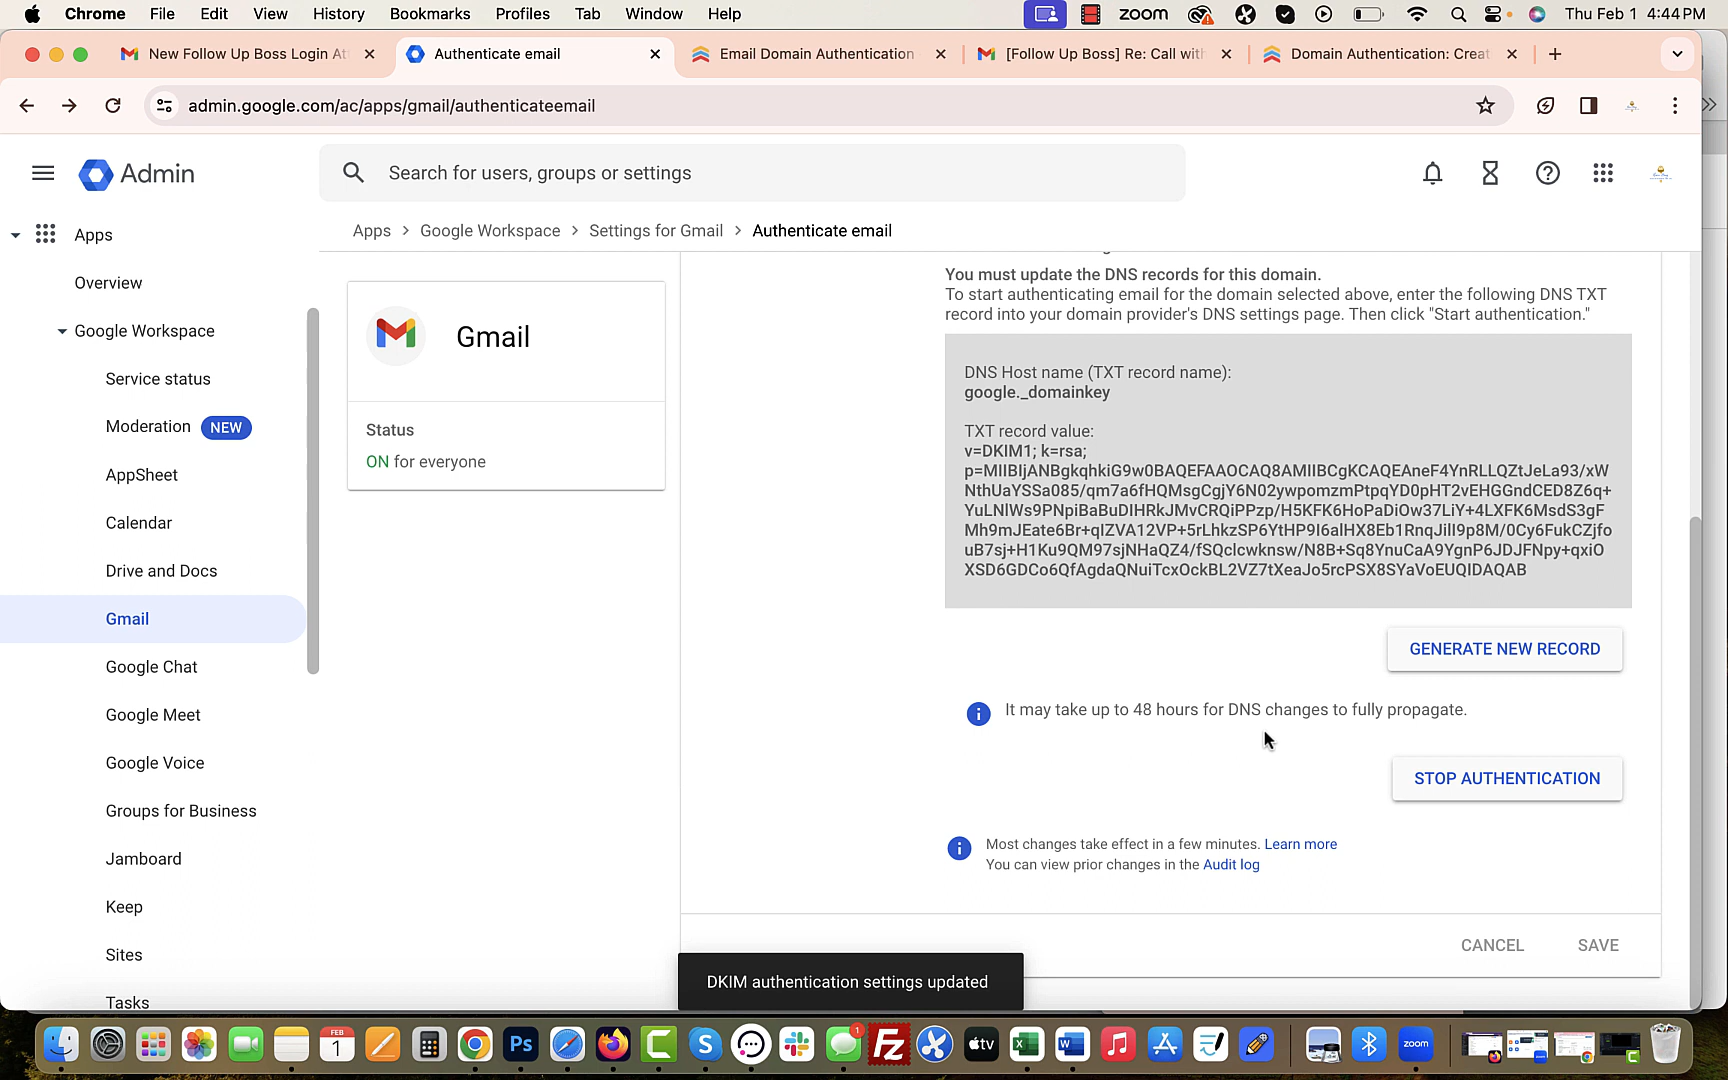 Chrome File Edit View History Bookmarks Profiles Tab Window Help zoom Thu Feb 1 4:44 PM
New Follow Up Boss Login At
Authenticate email
Email Domain Authentication
[Follow Up Boss] Re: Call with
Domain Authentication: Creat
admin.google.com/ac/apps/gmail/authenticateemail
Admin
Search for users, groups or settings
Apps
Overview
Google Workspace
Service status
Moderation NEW
AppSheet
Calendar
Drive and Docs
Gmail
Google Chat
Google Meet
Google Voice
Groups for Business
Jamboard
Keep
Sites
Tasks
Apps > Google Workspace > Settings for Gmail > Authenticate email
Gmail
Status
ON for everyone
You must update the DNS records for this domain.
To start authenticating email for the domain selected above, enter the following DNS TXT
record into your domain provider's DNS settings page. Then click "Start authentication."
DNS Host name (TXT record name):
google._domainkey
TXT record value:
v=DKIM1; k=rsa;
p=MIIBIjANBgkqhkiG9w0BAQEFAAOCAQ8AMIIBCgKCAQEAneF4YnRLLQZtJeLa93/xW
NthUaYSSa085/qm7a6fHQMsgCgjY6N02ywpomzmPtpqYD0pHT2vEHGGndCED8Z6q+
YuLNlWs9PNpiBaBuDIHRkJMvCRQiPPzp/H5KFK6HoPaDiOw37LiY+4LXFK6MsdS3gF
Mh9mJEate6Br+qIZVA12VP+5rLhkzSP6YtHP9I6alHX8Eb1RnqJill9p8M/0Cy6FukCZjfo
uB7sj+H1Ku9QM97sjNHaQZ4/fSQclcwknsw/N8B+Sq8YnuCaA9YgnP6JDJFNpy+qxiO
XSD6GDCo6QfAgdaQNuiTcxOckBL2VZ7tXeaJo5rcPSX8SYaVoEUQIDAQAB
GENERATE NEW RECORD
It may take up to 48 hours for DNS changes to fully propagate.
STOP AUTHENTICATION
Most changes take effect in a few minutes. Learn more
You can view prior changes in the Audit log
CANCEL SAVE
DKIM authentication settings updated
FEB
1
Ps
1
Fz
tv
zoom